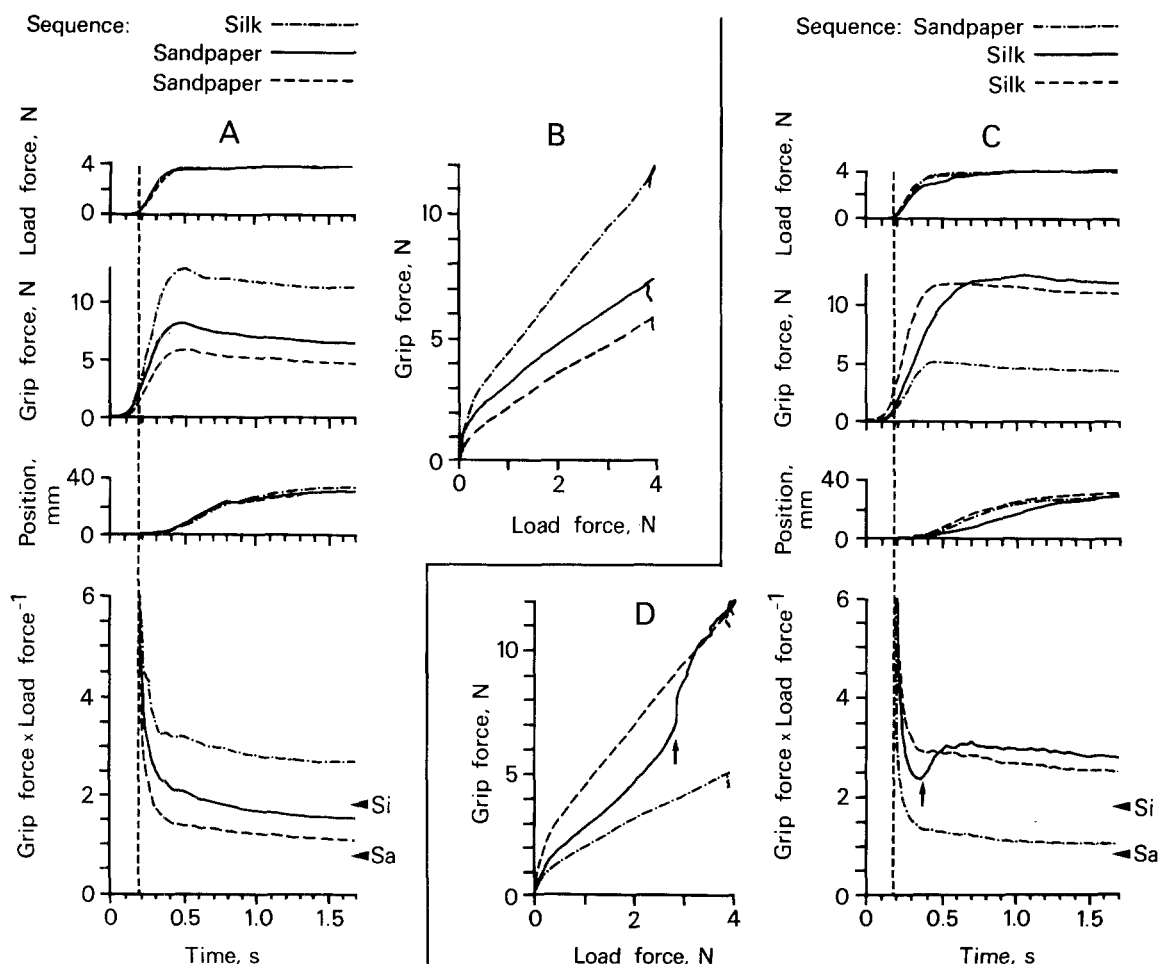 Sequence: Silk
Sandpaper
Sandpaper
A
Load force, N
4
0
Grip force, N
10
5
0
Position, mm
40
0
Grip force x Load force⁻¹
6
4
2
0
Si
Sa
0 0.5 1.0 1.5
Time, s
B
Grip force, N
10
5
0
0 2 4
Load force, N
D
Grip force, N
10
5
0
0 2 3 4
Load force, N
Sequence: Sandpaper
Silk
Silk
C
Load force, N
4
0
Grip force, N
10
5
0
Position, mm
40
0
Grip force x Load force⁻¹
6
4
2
0
Si
Sa
0 0.5 1.0 1.5
Time, s